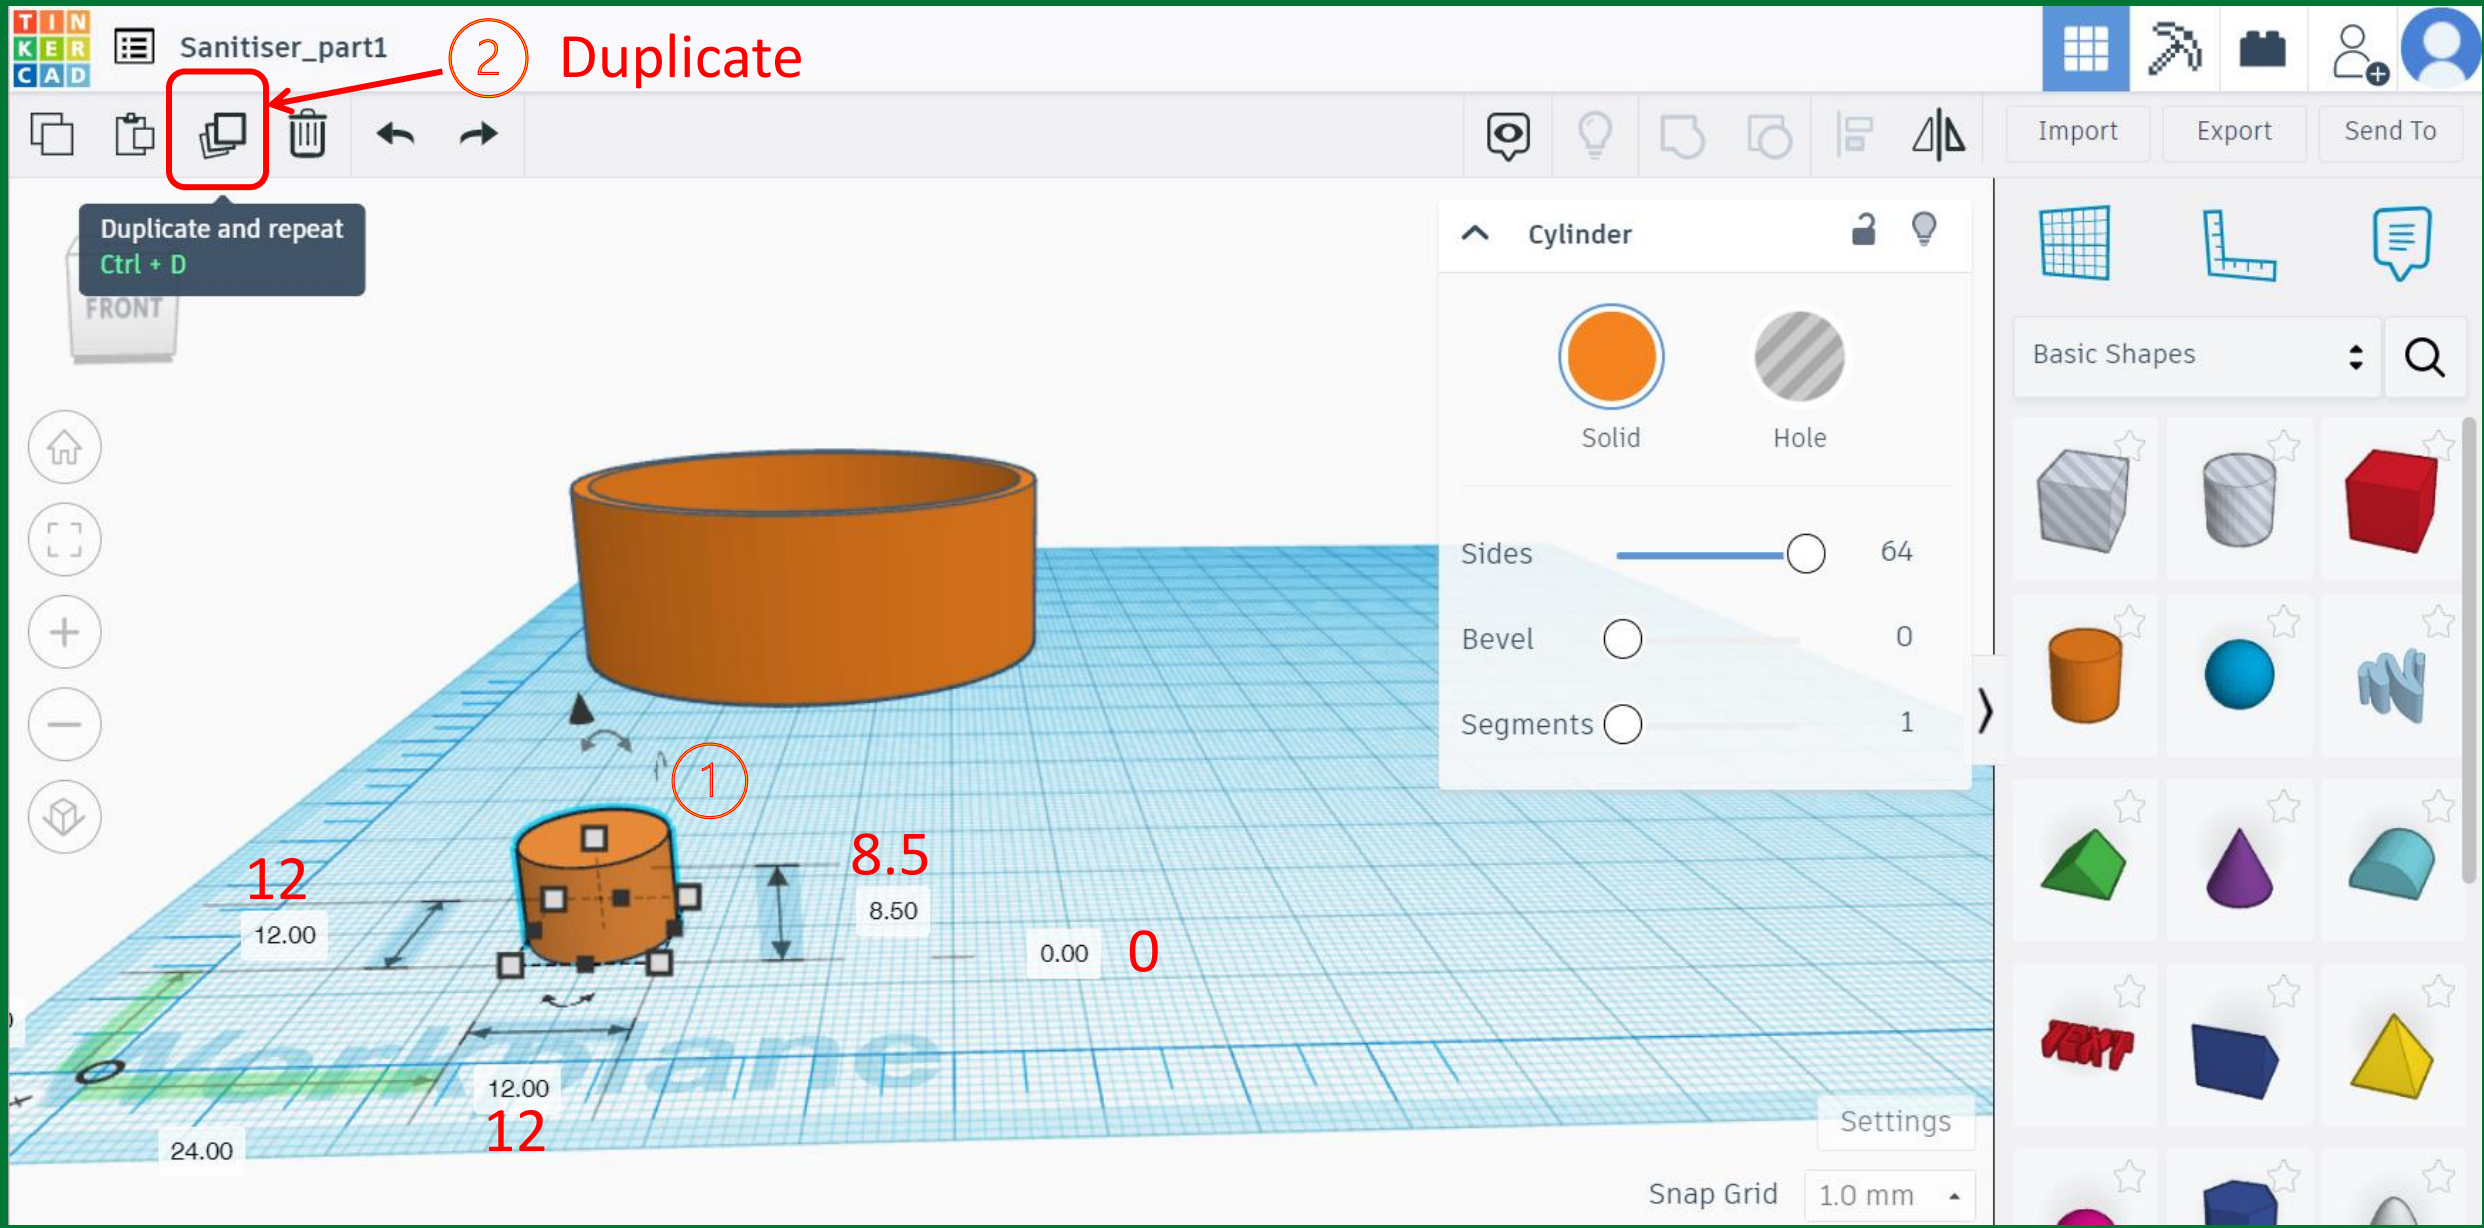 TIN
KER
CAD
Sanitiser_part1
② Duplicate
Import
Export
Send To
Duplicate and repeat
Ctrl + D
FRONT
Cylinder
Solid
Hole
Basic Shapes
Sides 64
Bevel 0
Segments 1
①
8.5
8.50
12
12.00
0.00 0
Workplane
12.00
12
24.00
TEXT
Settings
Snap Grid 1.0 mm